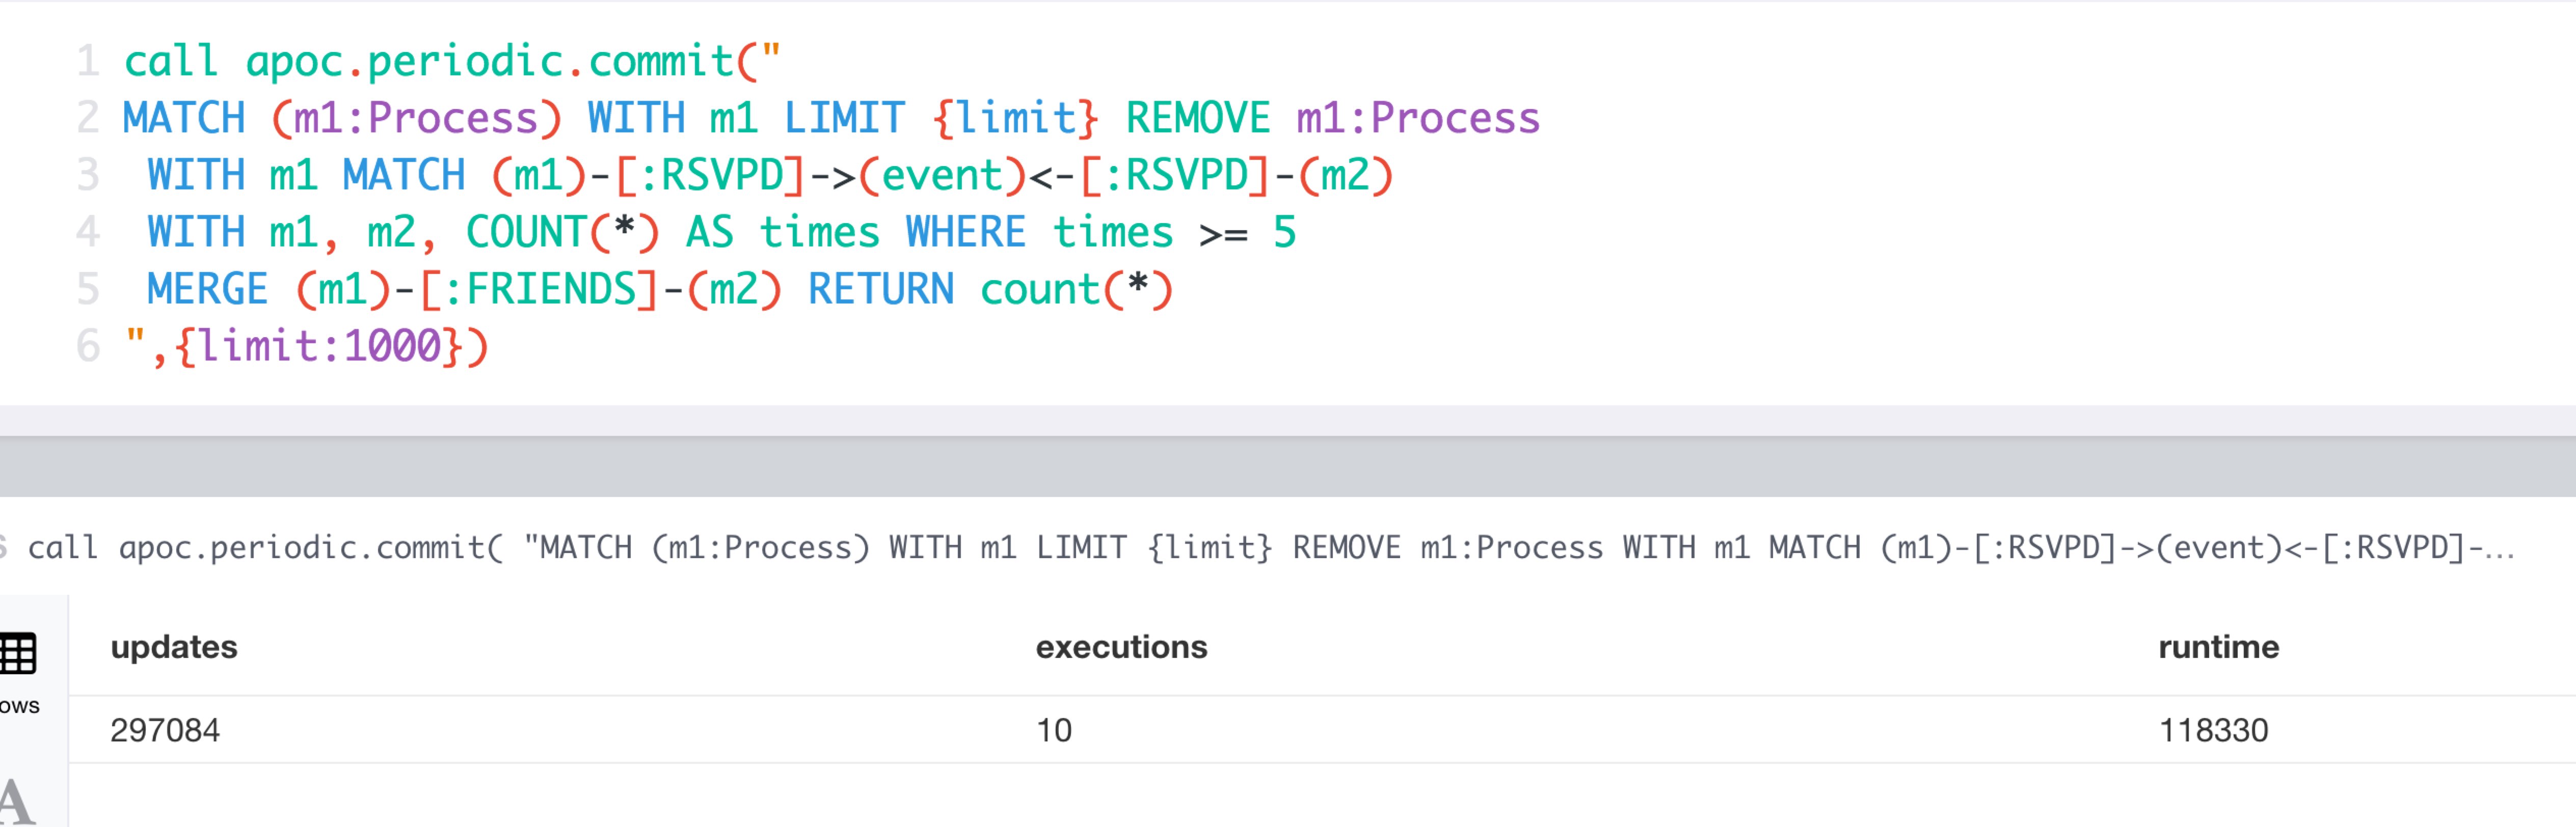 1 call apoc.periodic.commit("
2 MATCH (m1:Process) WITH m1 LIMIT {limit} REMOVE m1:Process
3 WITH m1 MATCH (m1)-[:RSVPD]->(event)<-[:RSVPD]-(m2)
4 WITH m1, m2, COUNT(*) AS times WHERE times >= 5
5 MERGE (m1)-[:FRIENDS]-(m2) RETURN count(*)
6 ",{limit:1000})
call apoc.periodic.commit( "MATCH (m1:Process) WITH m1 LIMIT {limit} REMOVE m1:Process WITH m1 MATCH (m1)-[:RSVPD]->(event)<-[:RSVPD]-...
updates executions runtime
ows
297084 10 118330
A